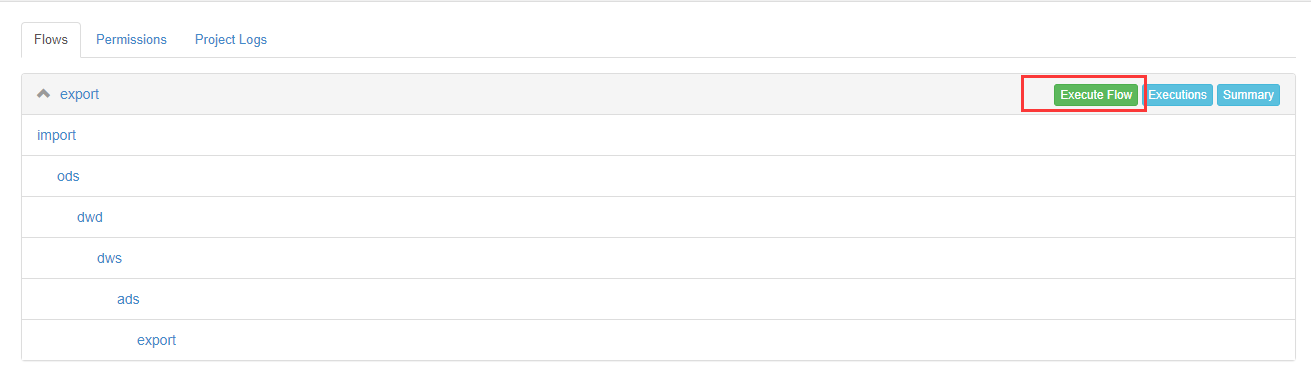 Flows Permissions Project Logs
export Execute Flow Executions Summary
import
ods
dwd
dws
ads
export